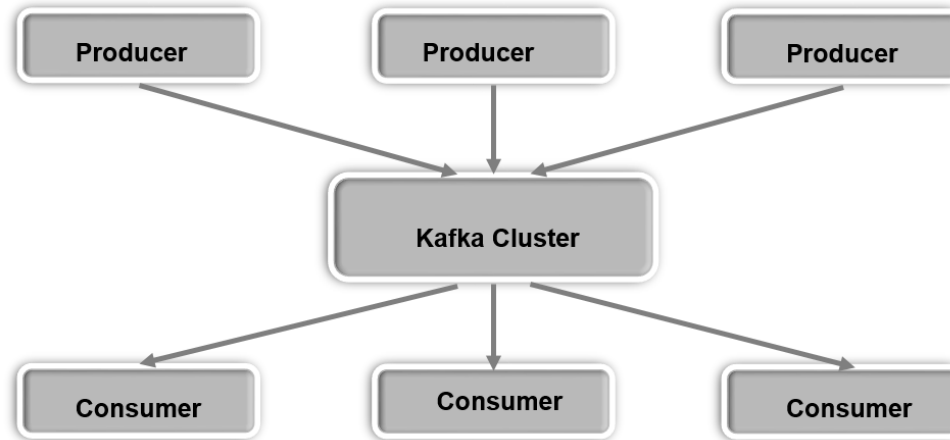 Producer
Producer
Producer
Kafka Cluster
Consumer
Consumer
Consumer